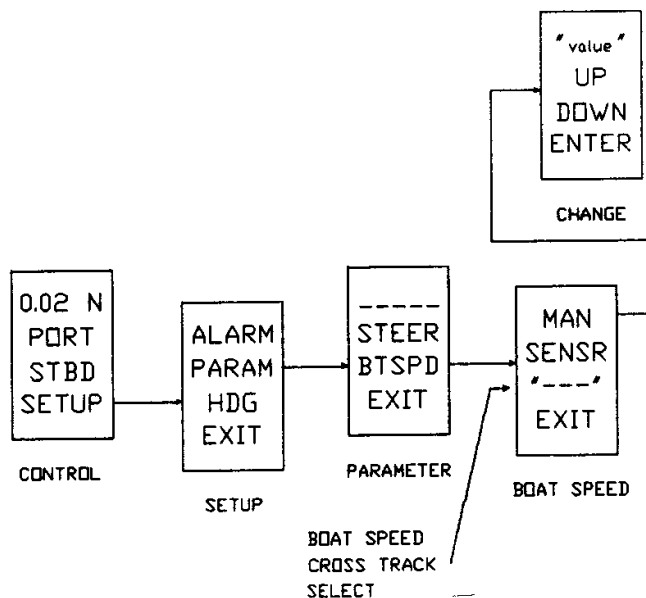 "value"
UP
DOWN
ENTER
CHANGE
0.02 N
PORT
STBD
SETUP
CONTROL
ALARM
PARAM
HDG
EXIT
SETUP
-----
STEER
BTSPD
EXIT
PARAMETER
MAN
SENSR
"---"
EXIT
BOAT SPEED
BOAT SPEED
CROSS TRACK
SELECT